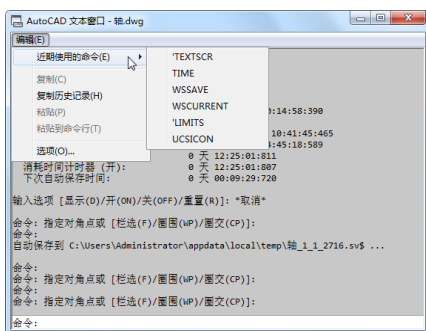 AutoCAD 文本窗口 - 轴.dwg
编辑(E)
近期使用的命令(E)
复制(C)
复制历史记录(H)
粘贴(P)
粘贴到命令行(T)
选项(O)...
'TEXTSCR
TIME
WSSAVE
WSCURRENT
'LIMITS
UCSICON
0:14:58:390
10:41:45:465
4:45:18:589
0 天 12:25:01:811
消耗时间计时器 (开): 0 天 12:25:01:807
下次自动保存时间: 0 天 00:09:29:720
输入选项 [显示(D)/开(ON)/关(OFF)/重置(R)]: *取消*
命令: 指定对角点或 [栏选(F)/圈围(WP)/圈交(CP)]:
命令:
自动保存到 C:\Users\Administrator\appdata\local\temp\轴_1_1_2716.sv$ ...
命令:
命令: 指定对角点或 [栏选(F)/圈围(WP)/圈交(CP)]:
命令:
命令: 指定对角点或 [栏选(F)/圈围(WP)/圈交(CP)]:
命令: